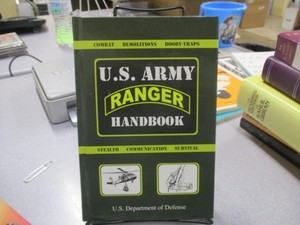 COMBAT DEMOLITIONS BOOBY TRAPS
U.S. ARMY
RANGER
HANDBOOK
STEALTH COMMUNICATION SURVIVAL
U.S. Department of Defense